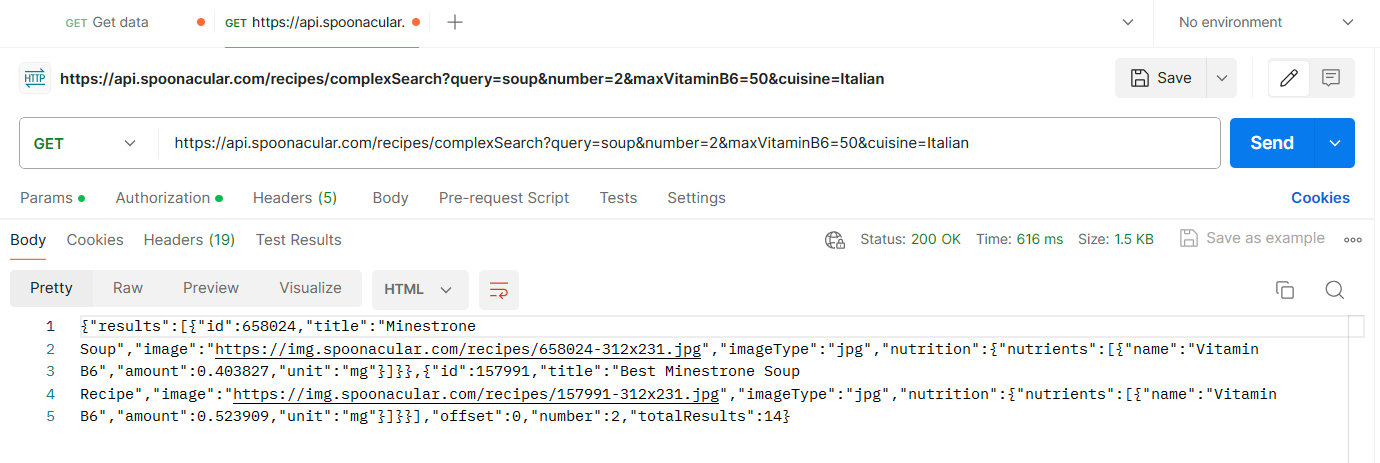 GET Get data GET https://api.spoonacular. No environment
HTTP https://api.spoonacular.com/recipes/complexSearch?query=soup&number=2&maxVitaminB6=50&cuisine=Italian Save
GET https://api.spoonacular.com/recipes/complexSearch?query=soup&number=2&maxVitaminB6=50&cuisine=Italian Send
Params Authorization Headers (5) Body Pre-request Script Tests Settings Cookies
Body Cookies Headers (19) Test Results Status: 200 OK Time: 616 ms Size: 1.5 KB Save as example
Pretty Raw Preview Visualize HTML
1 {"results":[{"id":658024,"title":"Minestrone
2 Soup","image":"https://img.spoonacular.com/recipes/658024-312x231.jpg","imageType":"jpg","nutrition":{"nutrients":[{"name":"Vitamin
3 B6","amount":0.403827,"unit":"mg"}]}},{"id":157991,"title":"Best Minestrone Soup
4 Recipe","image":"https://img.spoonacular.com/recipes/157991-312x231.jpg","imageType":"jpg","nutrition":{"nutrients":[{"name":"Vitamin
5 B6","amount":0.523909,"unit":"mg"}]}}],"offset":0,"number":2,"totalResults":14}